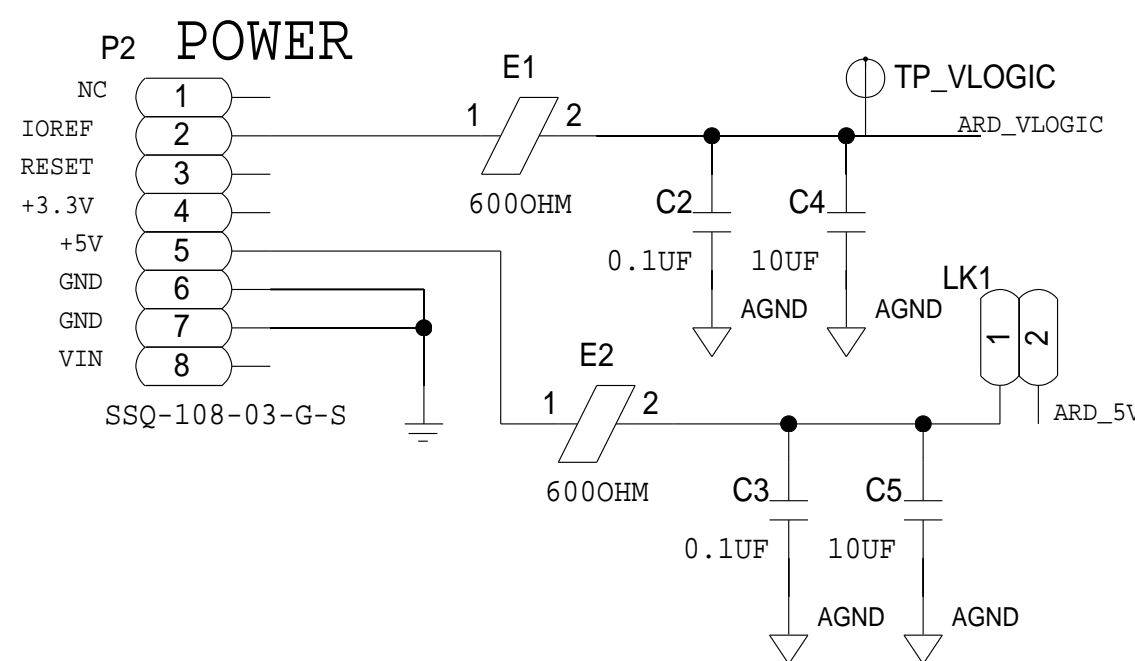 P2 POWER
NC 1
IOREF 2
RESET 3
+3.3V 4
+5V 5
GND 6
GND 7
VIN 8
SSQ-108-03-G-S
E1
1 2
600OHM
TP_VLOGIC
ARD_VLOGIC
C2
0.1UF
AGND
C4
10UF
AGND
LK1
1 2
ARD_5V
E2
1 2
600OHM
C3
0.1UF
AGND
C5
10UF
AGND